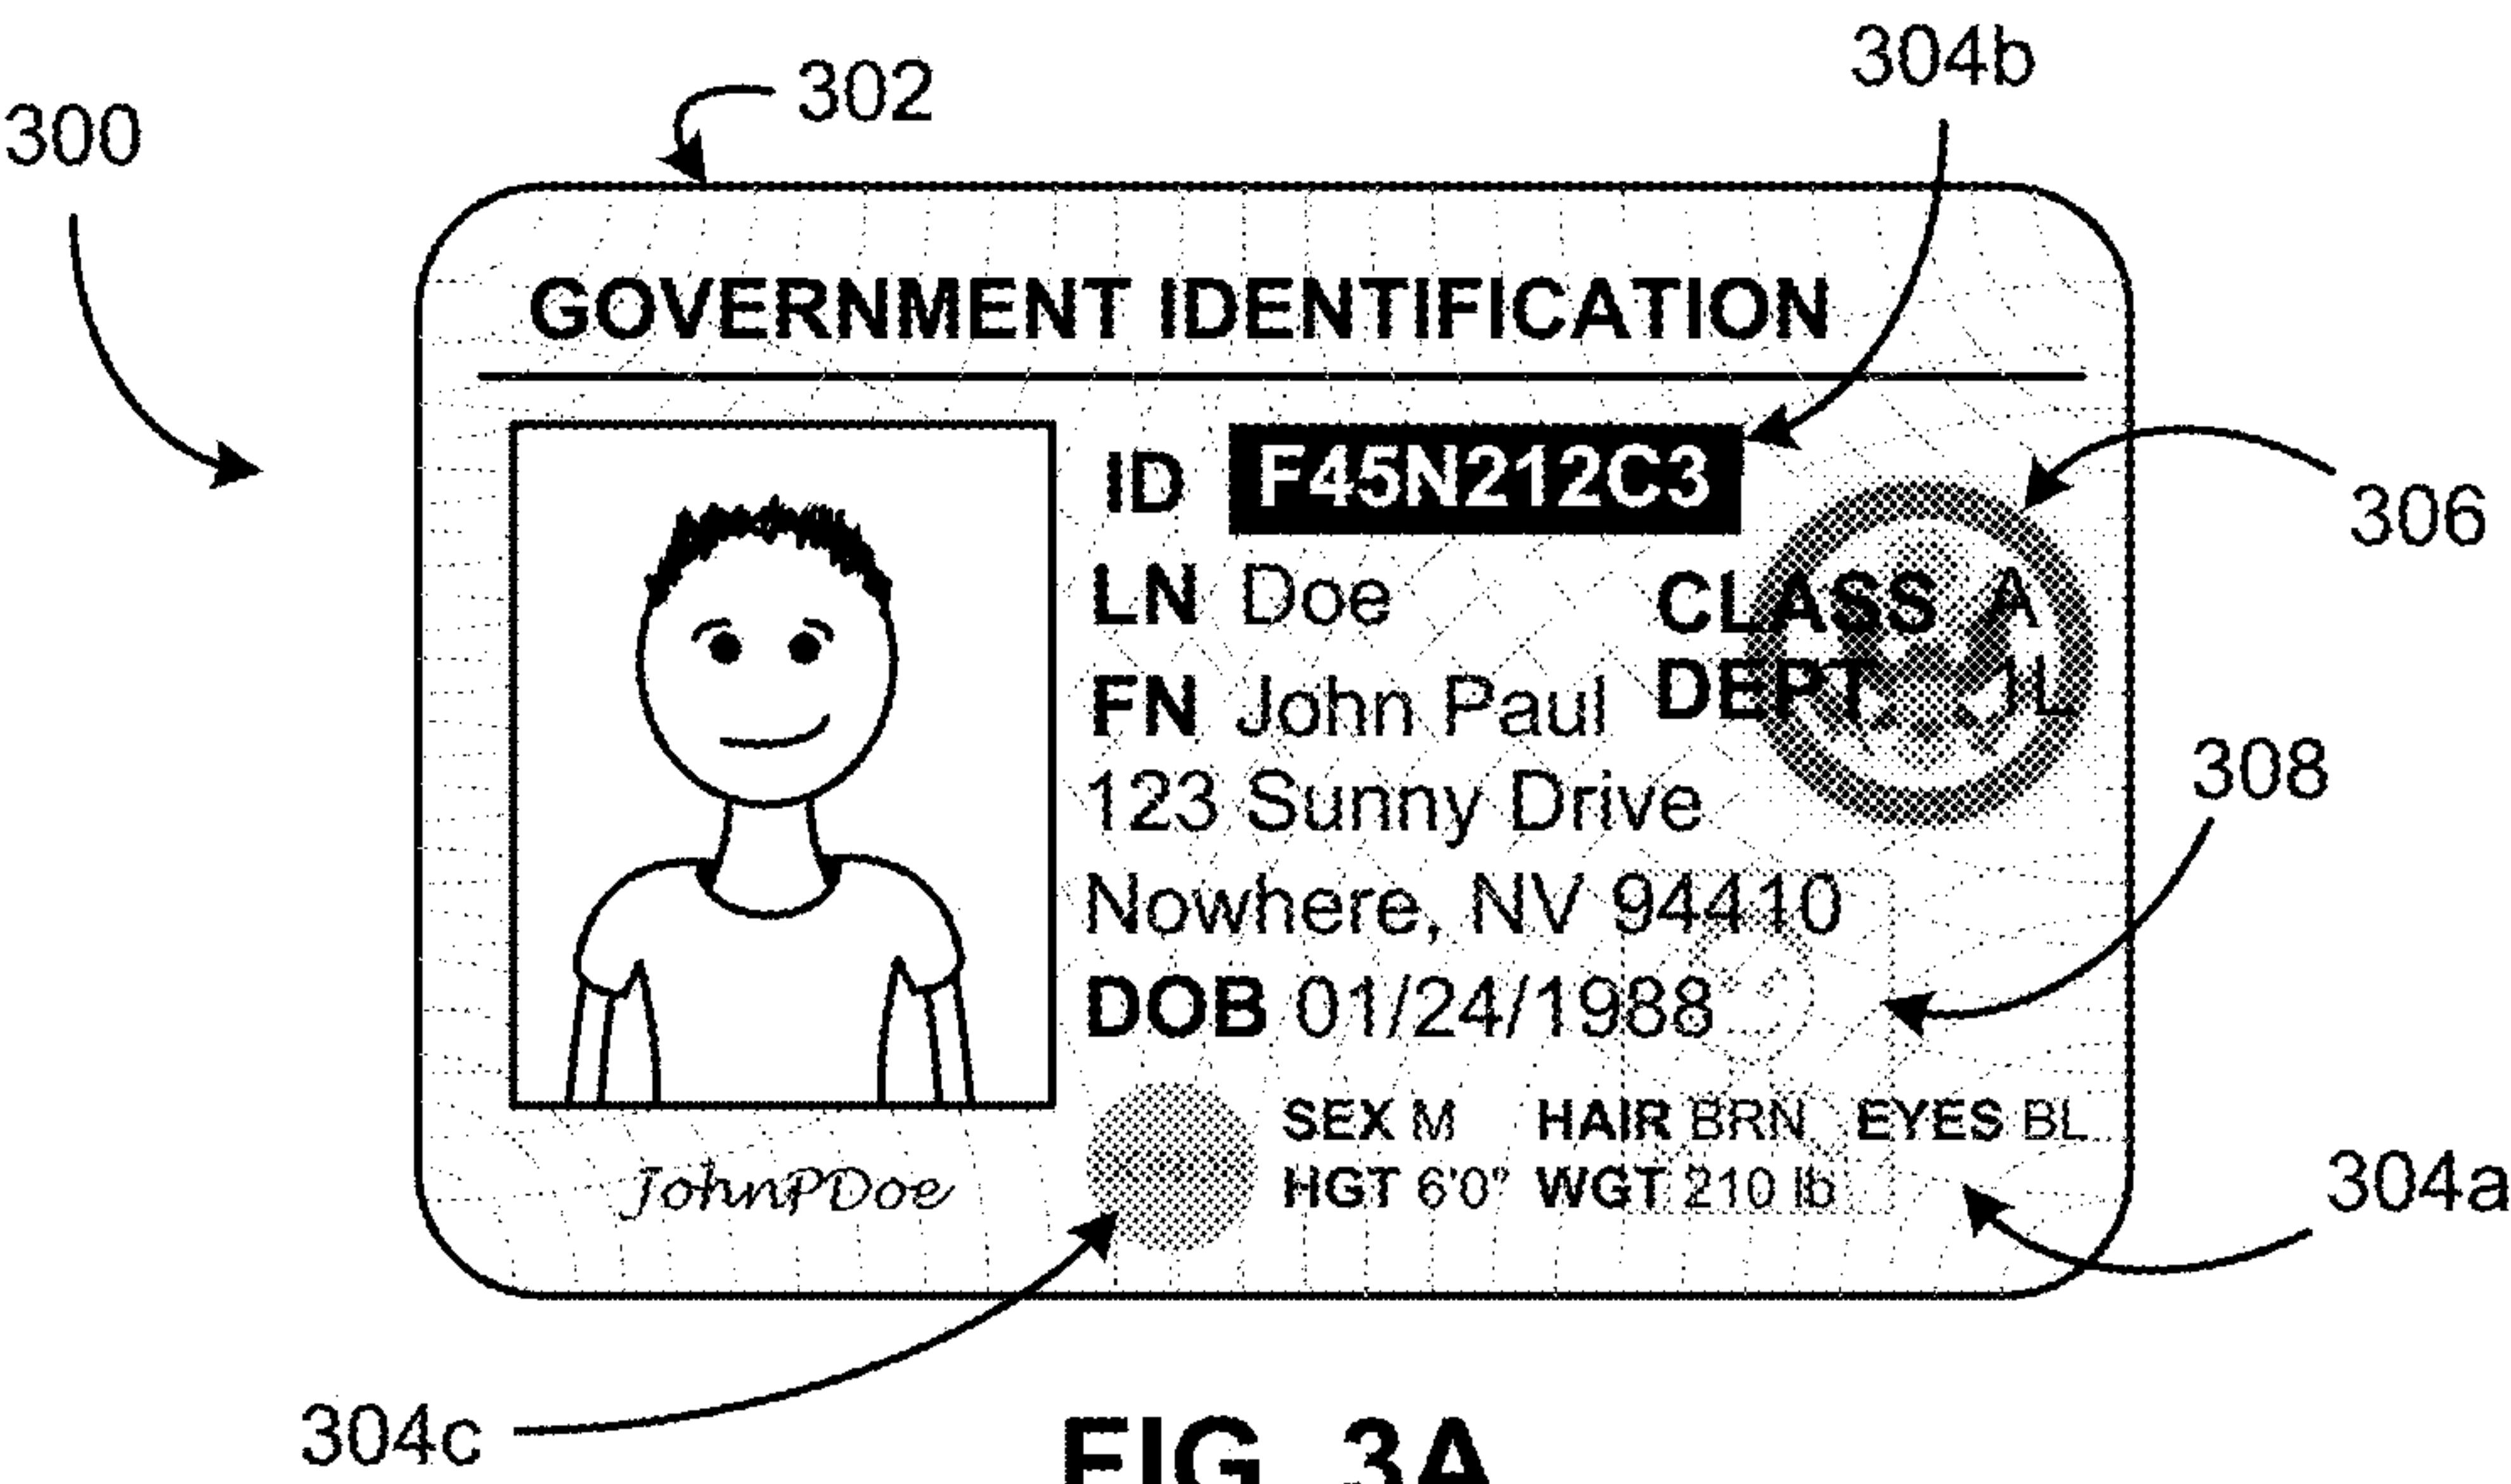 304b
302
300
GOVERNMENT IDENTIFICATION
ID F45N212C3
306
LN Doe CLASS A
FN John Paul DEPT JL
308
123 Sunny Drive
Nowhere, NV 94410
DOB 01/24/1988
SEX M HAIR BRN EYES BL
HGT 6'0" WGT 210 lb
304a
JohnPDoe
304c
FIG. 3A